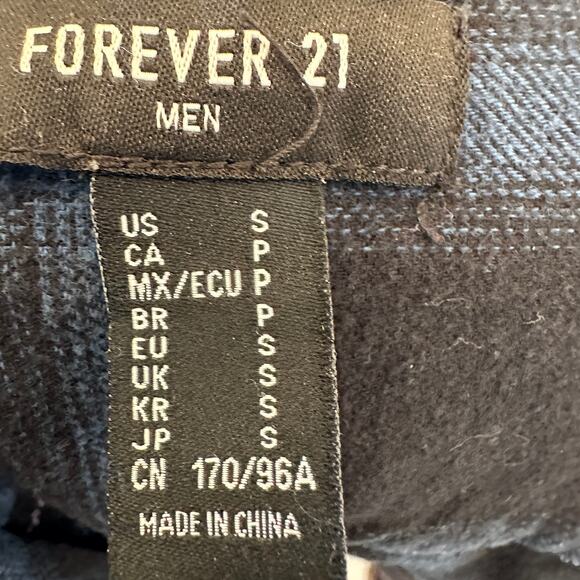 FOREVER 21
MEN
US S
CA P
MX/ECU P
BR P
EU S
UK S
KR S
JP S
CN 170/96A
MADE IN CHINA